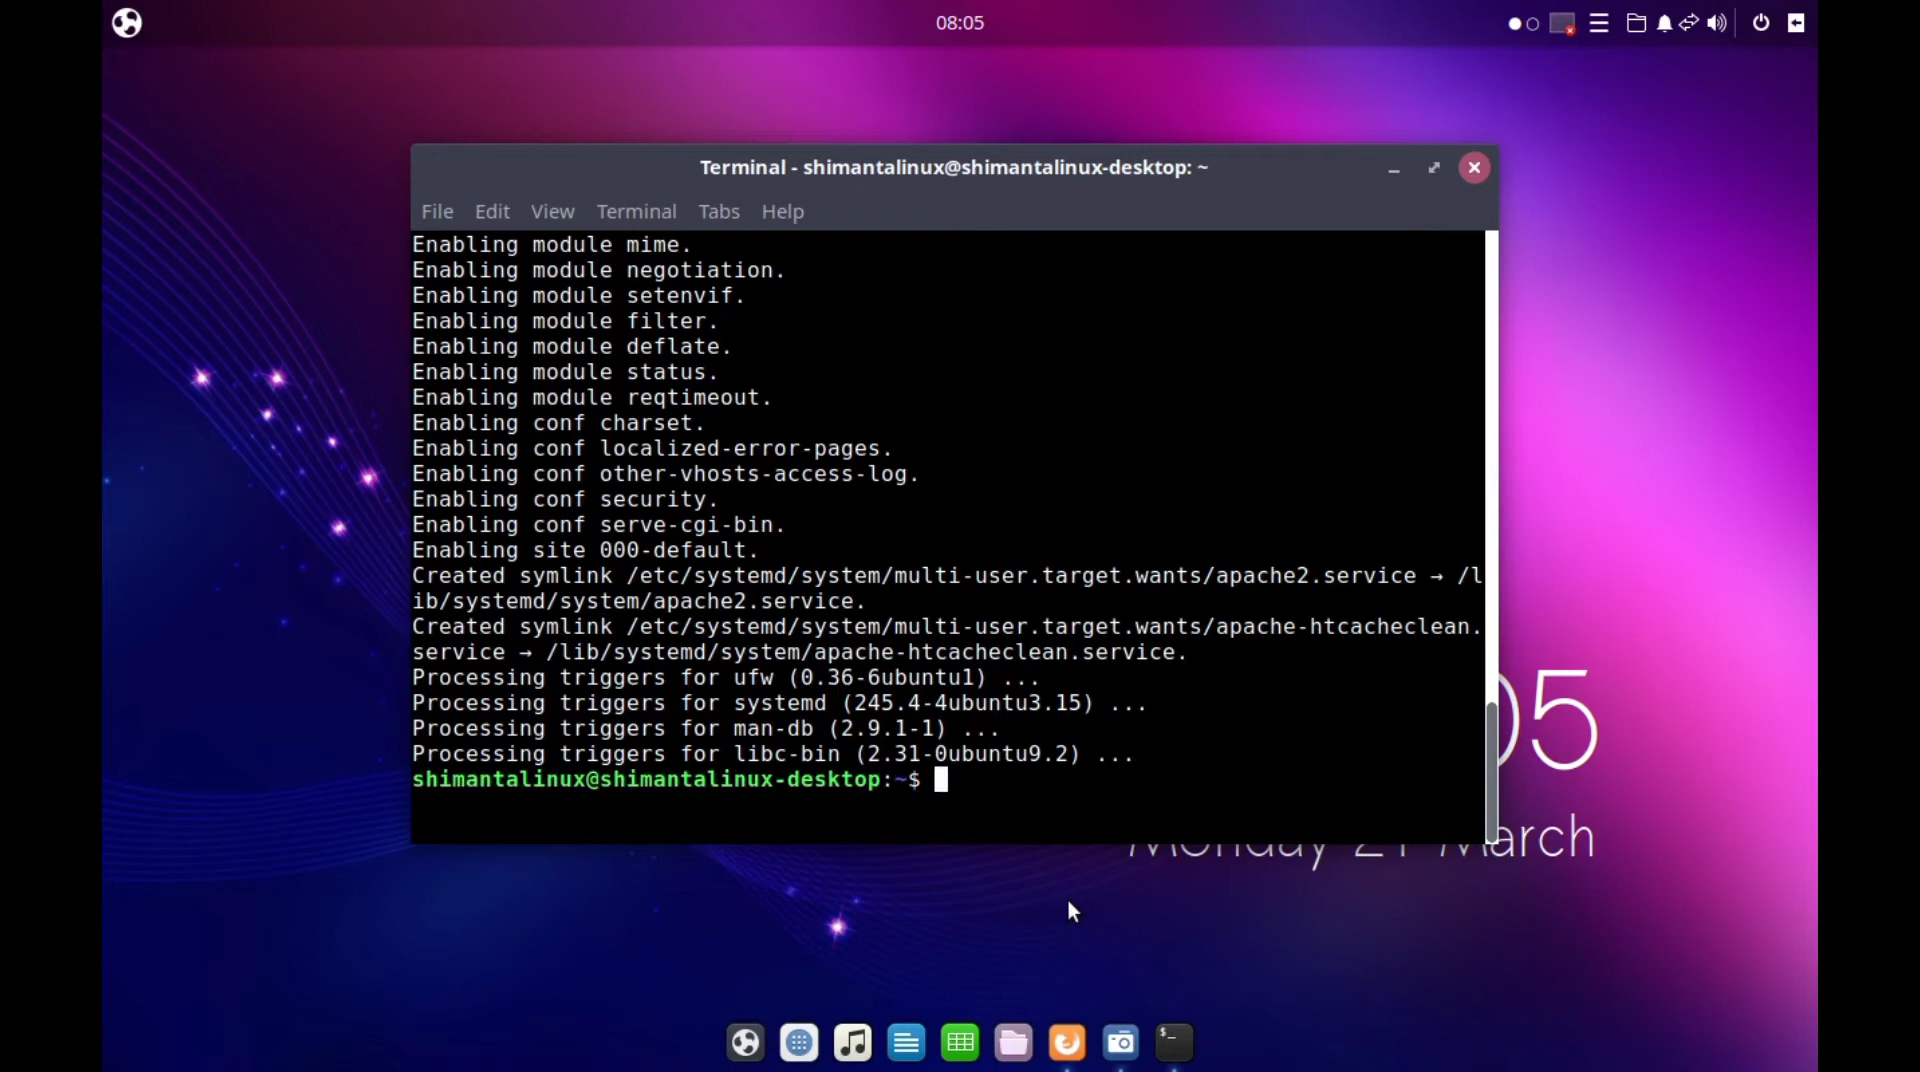 08:05
Terminal - shimantalinux@shimantalinux-desktop: ~
File Edit View Terminal Tabs Help
Enabling module mime.
Enabling module negotiation.
Enabling module setenvif.
Enabling module filter.
Enabling module deflate.
Enabling module status.
Enabling module reqtimeout.
Enabling conf charset.
Enabling conf localized-error-pages.
Enabling conf other-vhosts-access-log.
Enabling conf security.
Enabling conf serve-cgi-bin.
Enabling site 000-default.
Created symlink /etc/systemd/system/multi-user.target.wants/apache2.service → /l
ib/systemd/system/apache2.service.
Created symlink /etc/systemd/system/multi-user.target.wants/apache-htcacheclean.
service → /lib/systemd/system/apache-htcacheclean.service.
Processing triggers for ufw (0.36-6ubuntu1) ...
Processing triggers for systemd (245.4-4ubuntu3.15) ...
Processing triggers for man-db (2.9.1-1) ...
Processing triggers for libc-bin (2.31-0ubuntu9.2) ...
shimantalinux@shimantalinux-desktop:~$
05
Monday 21 March
$_